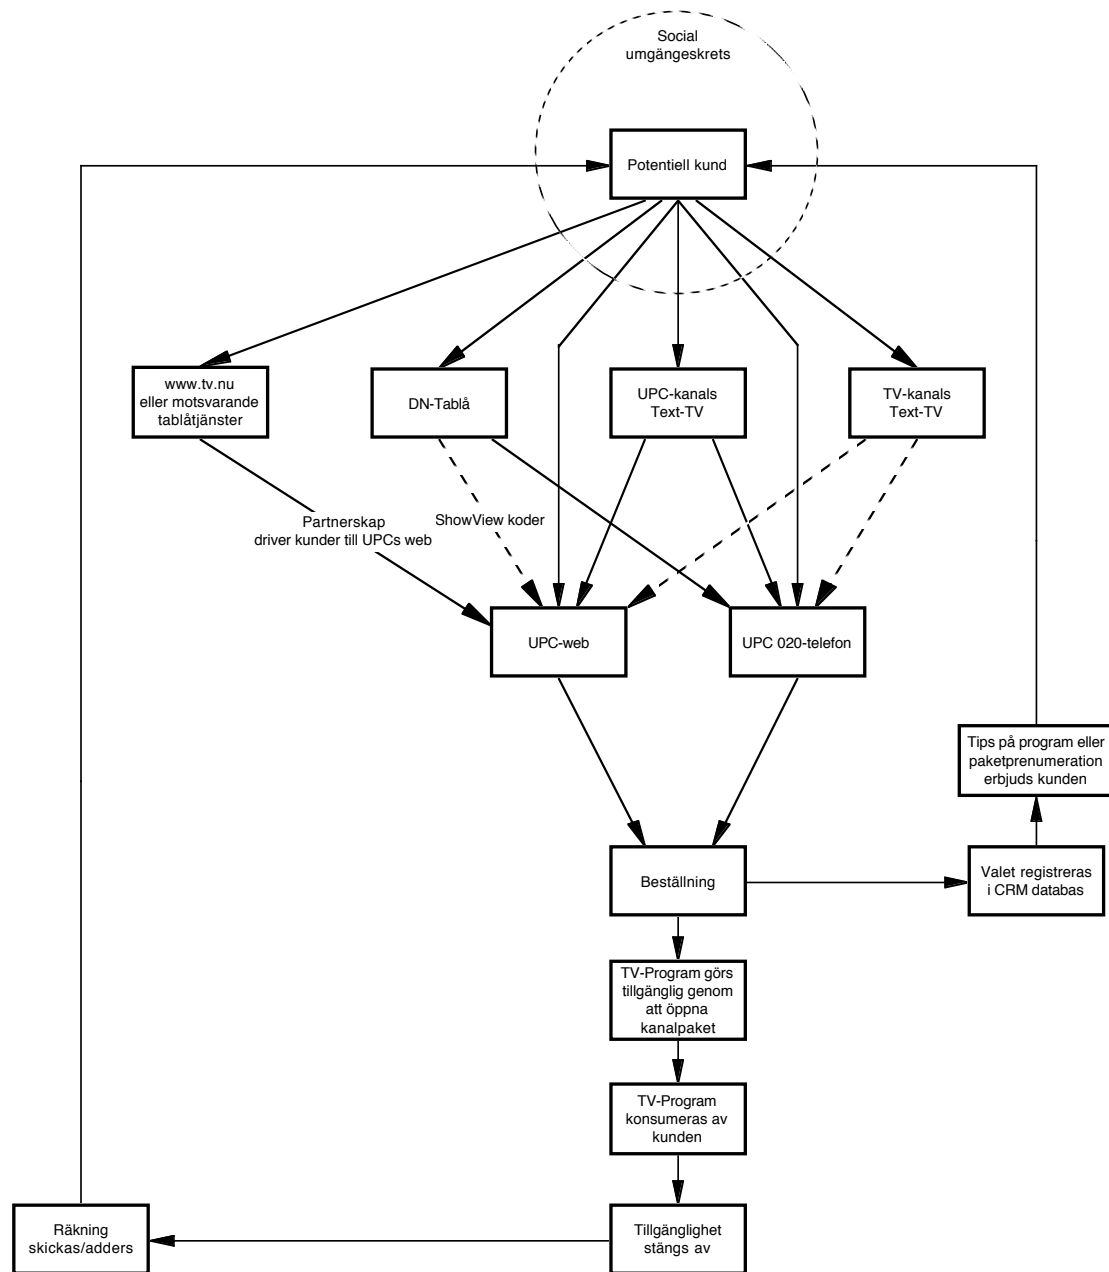 Social
umgängeskrets
Potentiell kund
www.tv.nu
eller motsvarande
tablåtjänster
DN-Tablå
UPC-kanals
Text-TV
TV-kanals
Text-TV
Partnerskap
driver kunder till UPCs web
ShowView koder
UPC-web
UPC 020-telefon
Tips på program eller
paketprenumeration
erbjuds kunden
Beställning
Valet registreras
i CRM databas
TV-Program görs
tillgänglig genom
att öppna
kanalpaket
TV-Program
konsumeras av
kunden
Räkning
skickas/adders
Tillgänglighet
stängs av